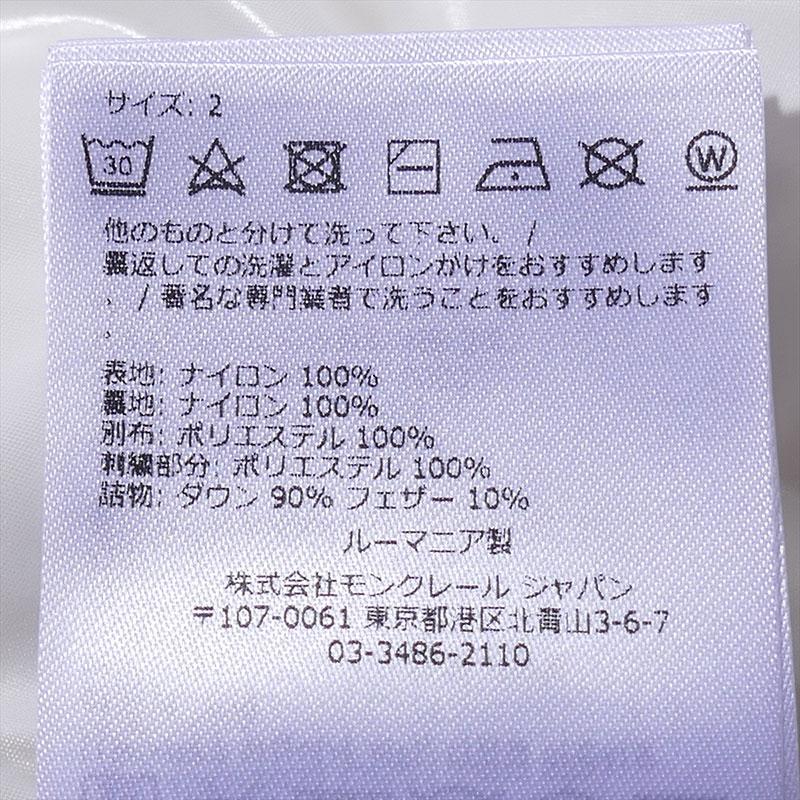 サイズ: 2
30 W
他のものと分けて洗って下さい。 /
裏返しての洗濯とアイロンがけをおすすめします
。 / 著名な専門業者で洗うことをおすすめします
。
表地: ナイロン 100%
裏地: ナイロン 100%
別布: ポリエステル 100%
刺繍部分: ポリエステル 100%
詰物: ダウン 90% フェザー 10%
ルーマニア製
株式会社モンクレール ジャパン
〒107-0061 東京都港区北青山3-6-7
03-3486-2110